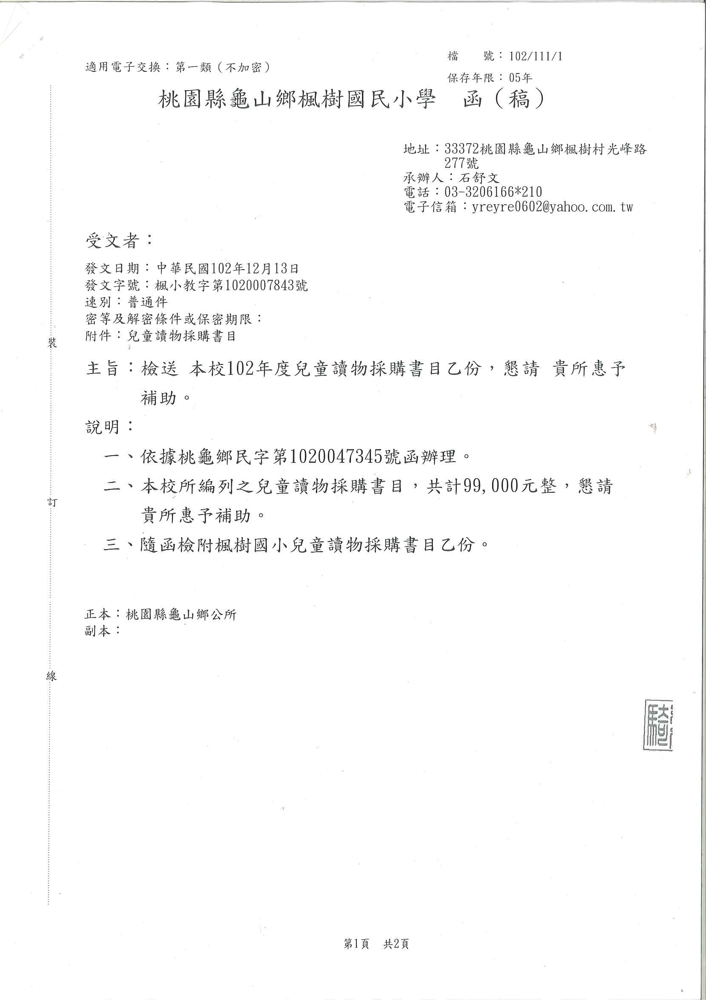 檔　　號：102/111/1
保存年限：05年
適用電子交換：第一類（不加密）
桃園縣龜山鄉楓樹國民小學　函（稿）
地址：33372桃園縣龜山鄉楓樹村光峰路
277號
承辦人：石舒文
電話：03-3206166*210
電子信箱：yreyre0602@yahoo.com.tw
受文者：
發文日期：中華民國102年12月13日
發文字號：楓小教字第1020007843號
速別：普通件
密等及解密條件或保密期限：
附件：兒童讀物採購書目
主旨：檢送 本校102年度兒童讀物採購書目乙份，懇請 貴所惠予
補助。
說明：
一、依據桃龜鄉民字第1020047345號函辦理。
二、本校所編列之兒童讀物採購書目，共計99,000元整，懇請
貴所惠予補助。
三、隨函檢附楓樹國小兒童讀物採購書目乙份。
正本：桃園縣龜山鄉公所
副本：
裝
訂
線
騎
第1頁　共2頁